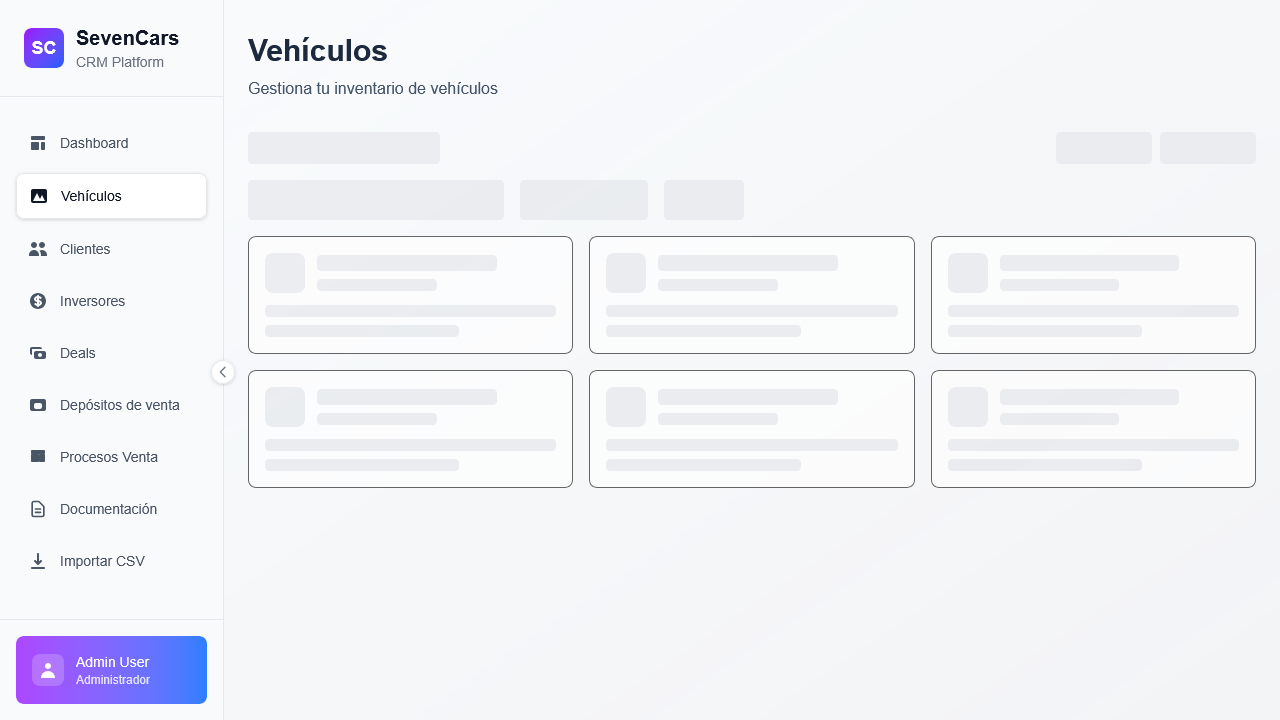 SC
SevenCars
CRM Platform
Dashboard
Vehículos
Clientes
Inversores
Deals
Depósitos de venta
Procesos Venta
Documentación
Importar CSV
Admin User
Administrador
Vehículos
Gestiona tu inventario de vehículos